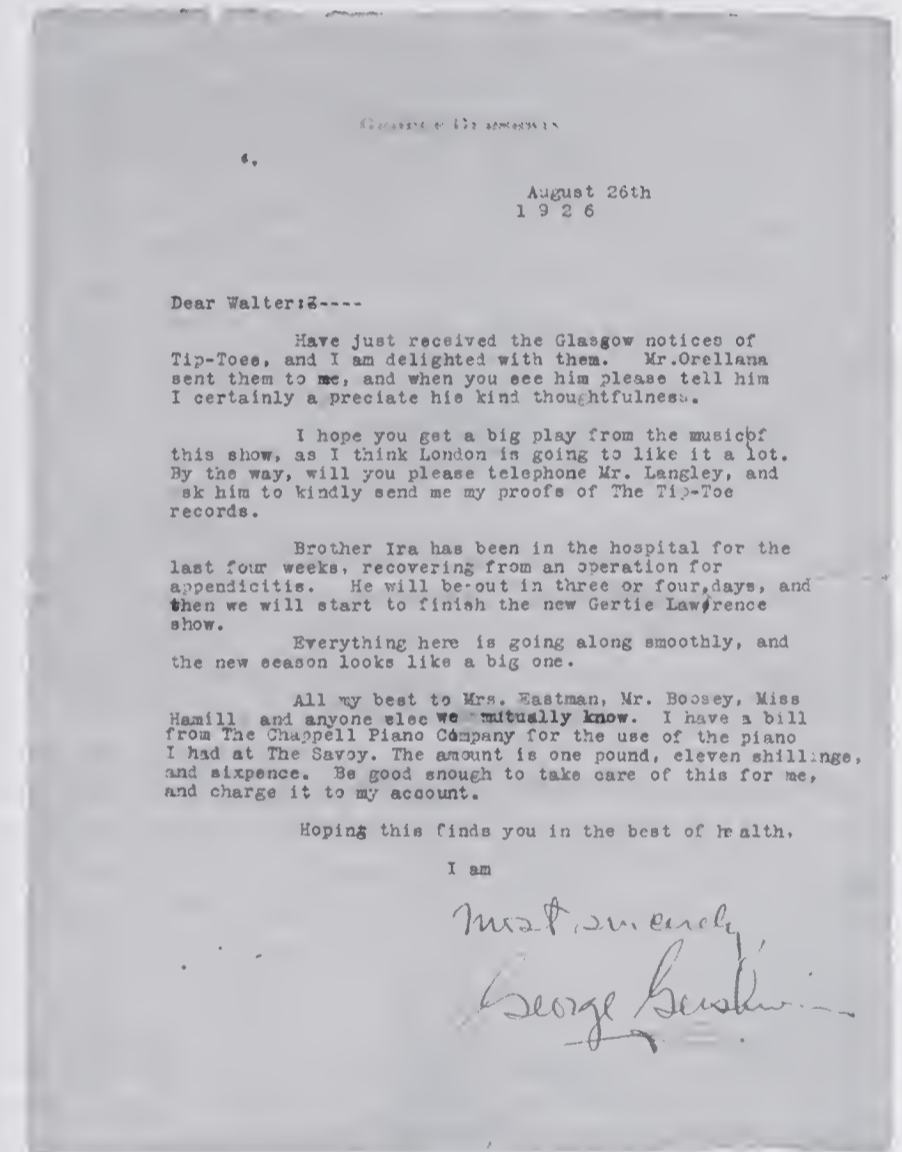 August 26th
1 9 2 6
Dear Walter:----
Have just received the Glasgow notices of
Tip-Toes, and I am delighted with them. Mr.Orellana
sent them to me, and when you see him please tell him
I certainly a preciate his kind thoughtfulness.
I hope you get a big play from the music of
this show, as I think London is going to like it a lot.
By the way, will you please telephone Mr. Langley, and
sk him to kindly send me my proofs of The Tip-Toe
records.
Brother Ira has been in the hospital for the
last four weeks, recovering from an operation for
appendicitis. He will be out in three or four,days, and
then we will start to finish the new Gertie Lawrence
show.
Everything here is going along smoothly, and
the new season looks like a big one.
All my best to Mrs. Eastman, Mr. Boosey, Miss
Hamill and anyone else we mutually know. I have a bill
from The Chappell Piano Company for the use of the piano
I had at The Savoy. The amount is one pound, eleven shillings,
and sixpence. Be good enough to take care of this for me,
and charge it to my account.
Hoping this finds you in the best of health,
I am
Most sincerely,
George Gershwin